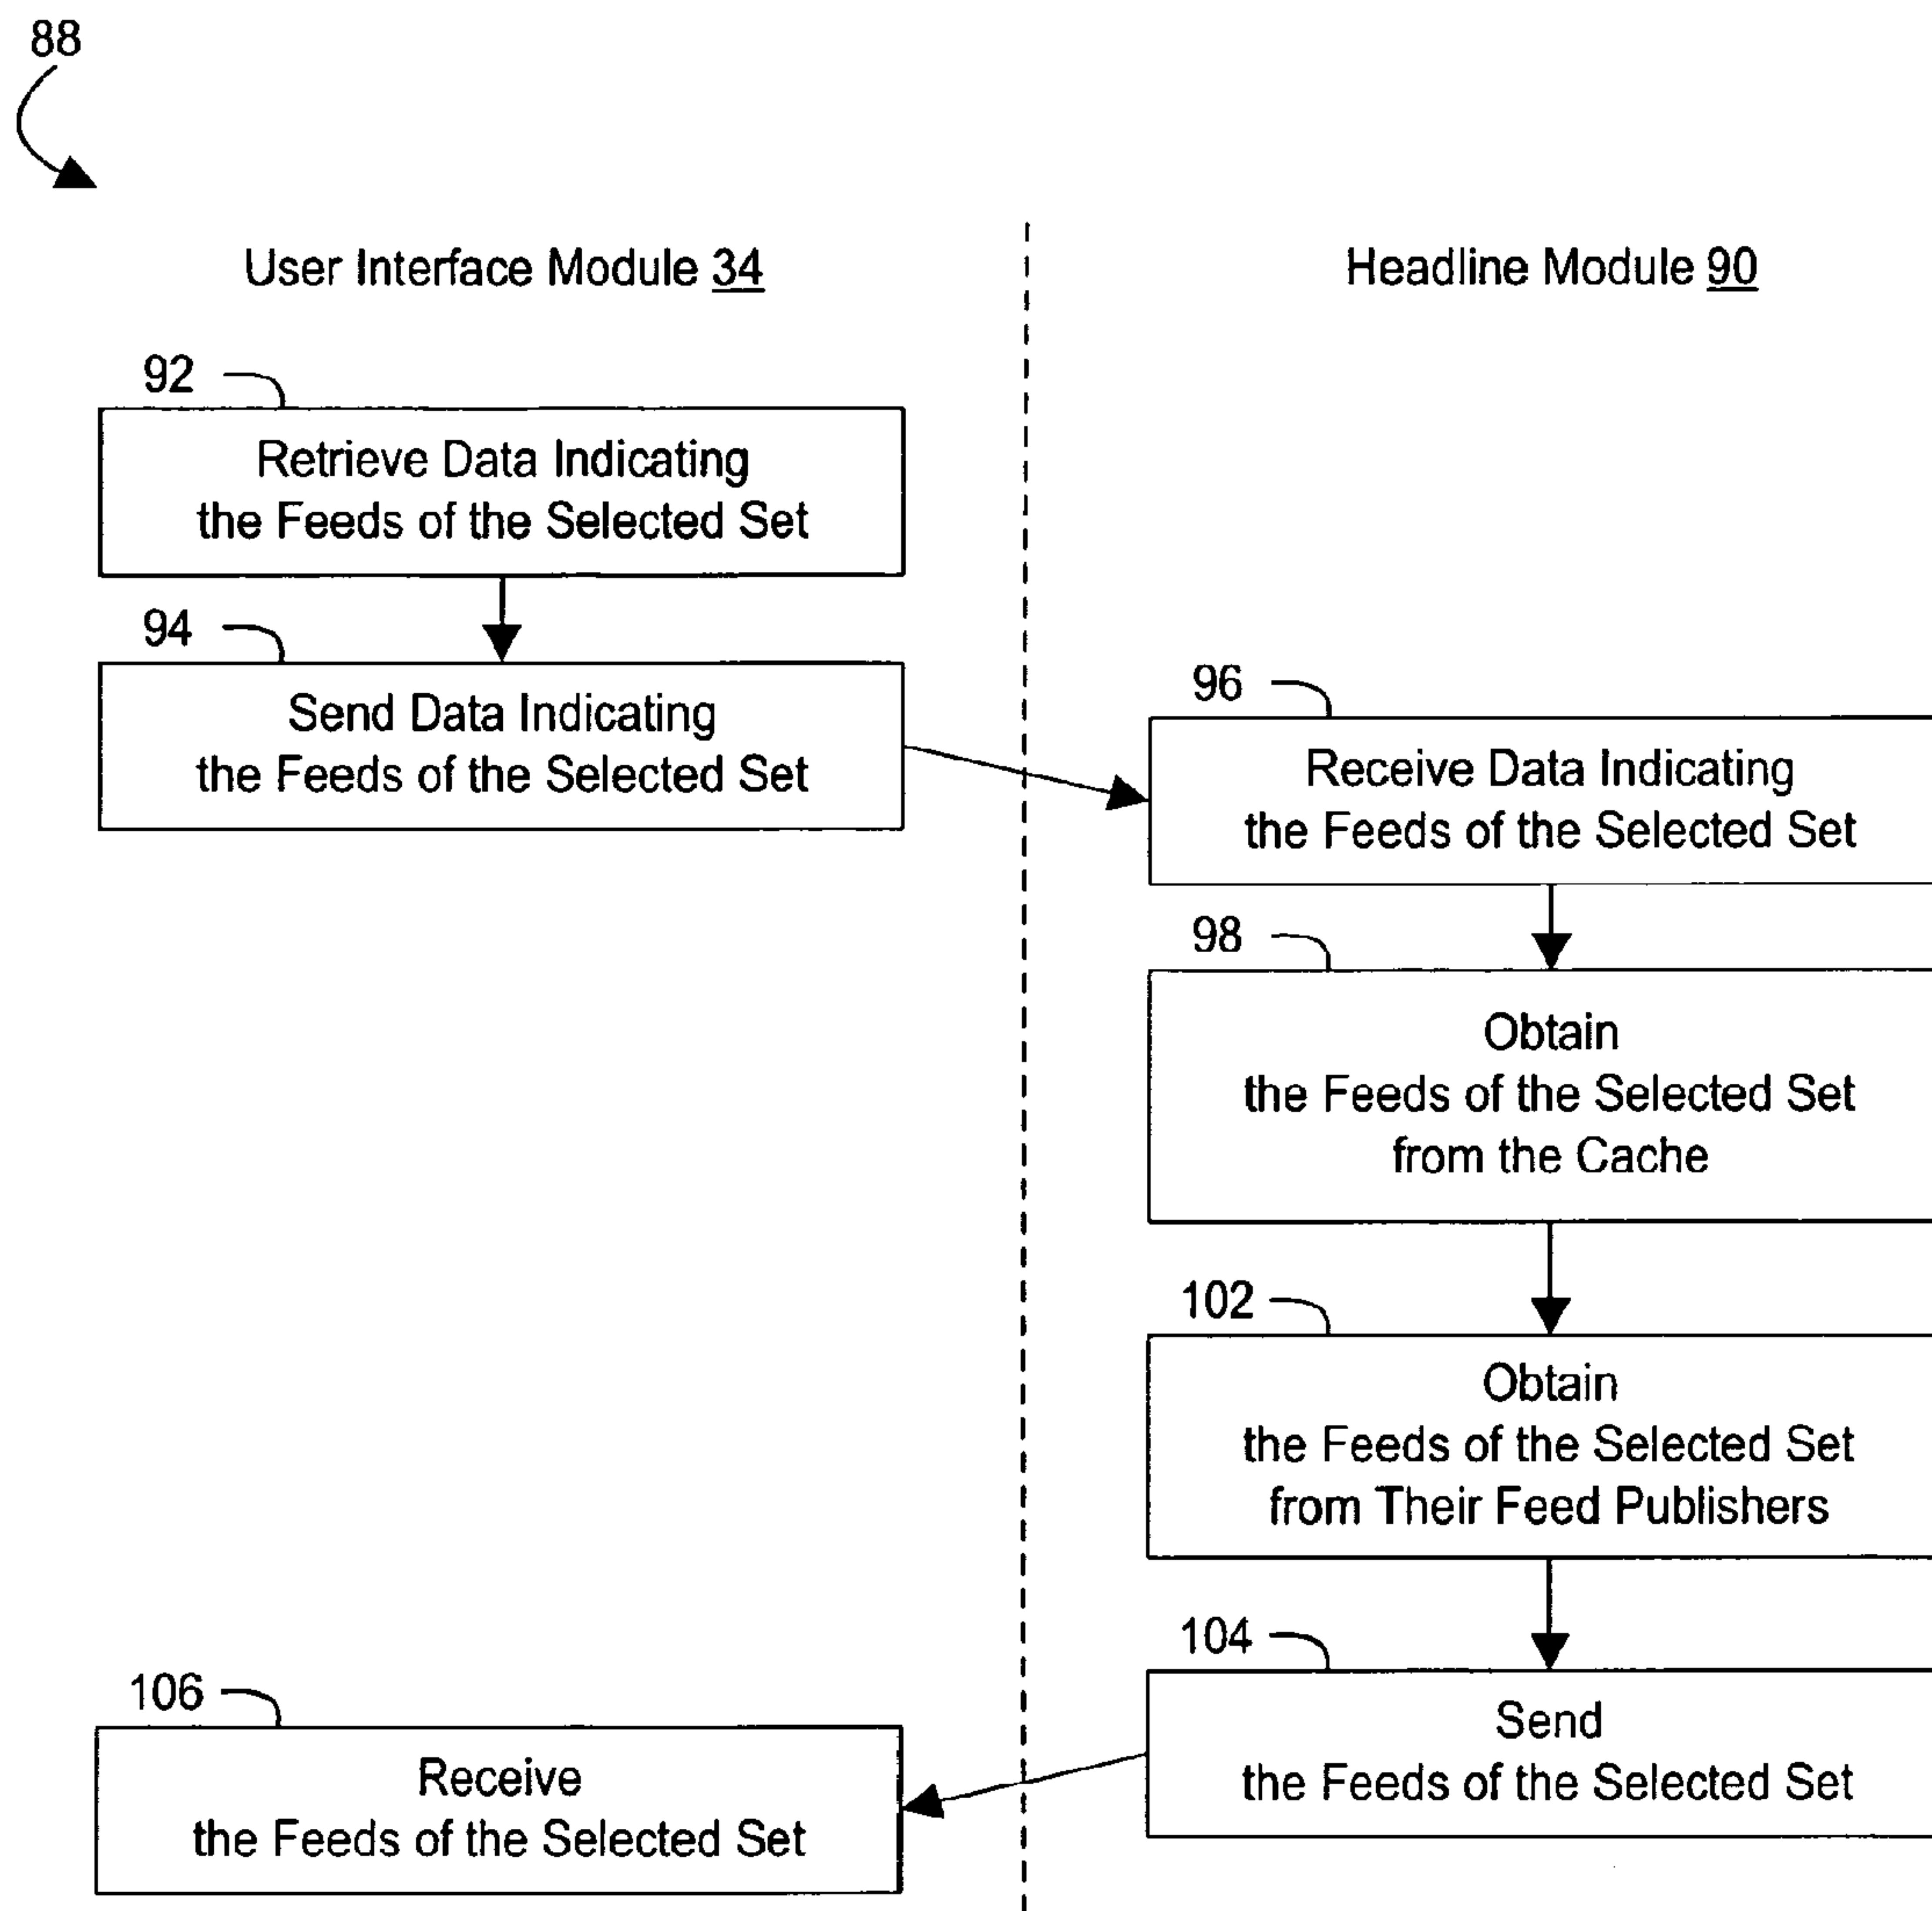 88
User Interface Module 34
Headline Module 90
92
Retrieve Data Indicating
the Feeds of the Selected Set
94
Send Data Indicating
the Feeds of the Selected Set
96
Receive Data Indicating
the Feeds of the Selected Set
98
Obtain
the Feeds of the Selected Set
from the Cache
102
Obtain
the Feeds of the Selected Set
from Their Feed Publishers
104
Send
the Feeds of the Selected Set
106
Receive
the Feeds of the Selected Set